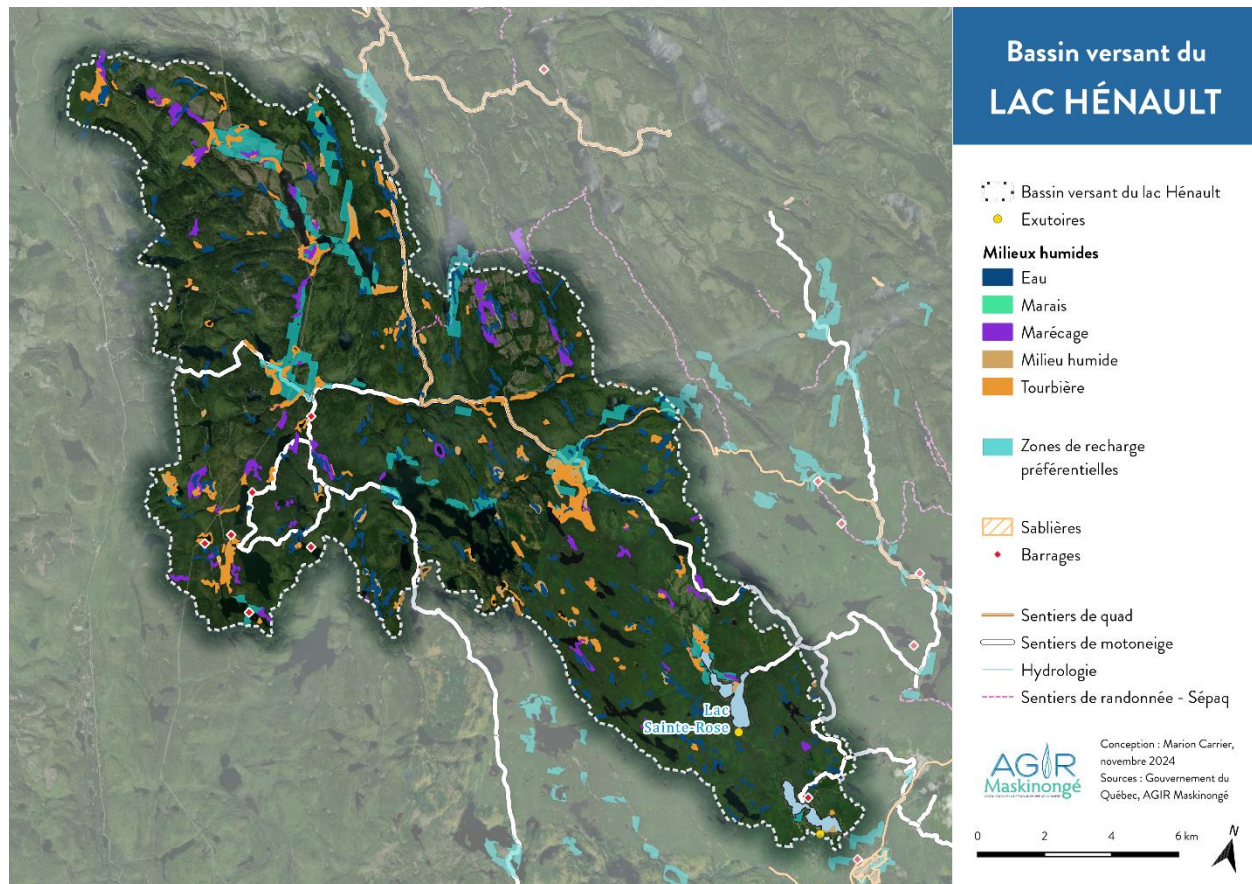 Bassin versant du
LAC HÉNAULT
Bassin versant du lac Hénault
Exutoires
Milieux humides
Eau
Marais
Marécage
Milieu humide
Tourbière
Zones de recharge
préférentielles
Sablières
Barrages
Sentiers de quad
Sentiers de motoneige
Hydrologie
Sentiers de randonnée - Sépaq
Lac
Sainte-Rose
AGIR
Maskinongé
Conception : Marion Carrier,
novembre 2024
Sources : Gouvernement du
Québec, AGIR Maskinongé
0 2 4 6 km
N